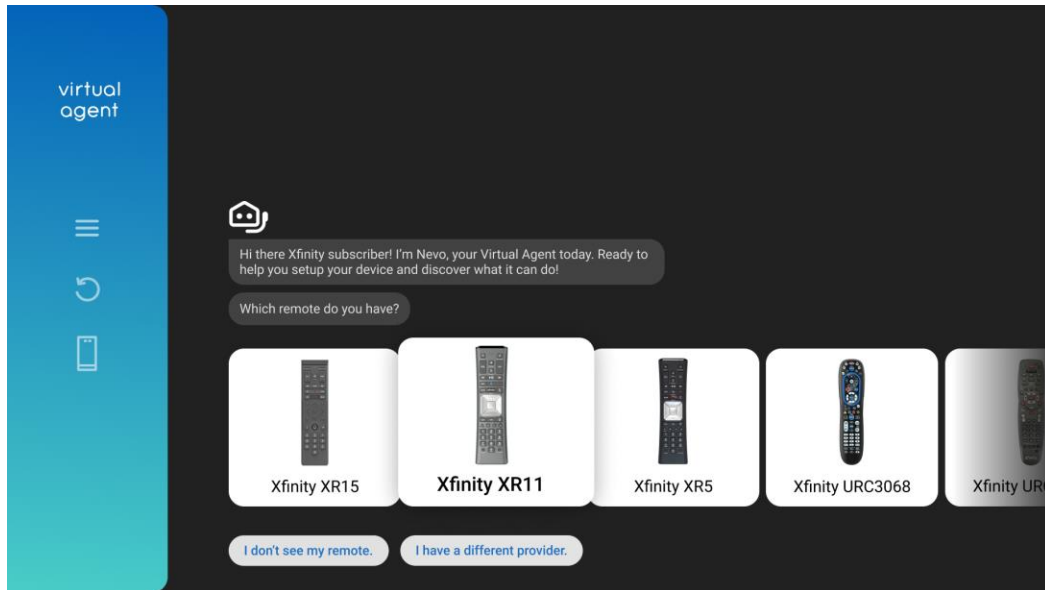 virtual
agent
Hi there Xfinity subscriber! I'm Nevo, your Virtual Agent today. Ready to
help you setup your device and discover what it can do!
Which remote do you have?
Xfinity XR15
Xfinity XR11
Xfinity XR5
Xfinity URC3068
Xfinity UR
I don't see my remote.
I have a different provider.